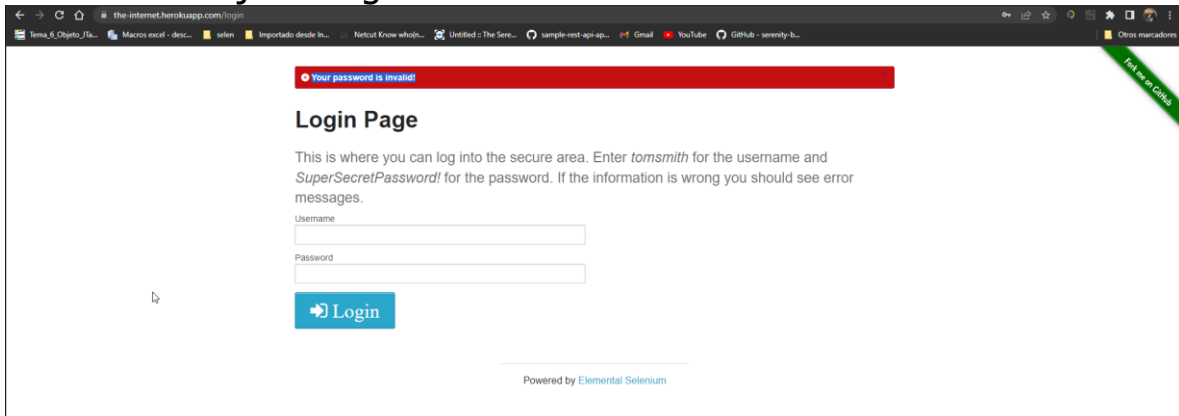 the-internet.herokuapp.com/login
Tema_6_Objeto_JTa... Macros excel - desc... selen Importado desde In... Netcut Know who(n... Untitled :: The Sere... sample-rest-api-ap... Gmail YouTube GitHub - serenity-b... Otros marcadores
Your password is invalid!
Fork me on GitHub
Login Page
This is where you can log into the secure area. Enter tomsmith for the username and
SuperSecretPassword! for the password. If the information is wrong you should see error
messages.
Username
Password
Login
Powered by Elemental Selenium